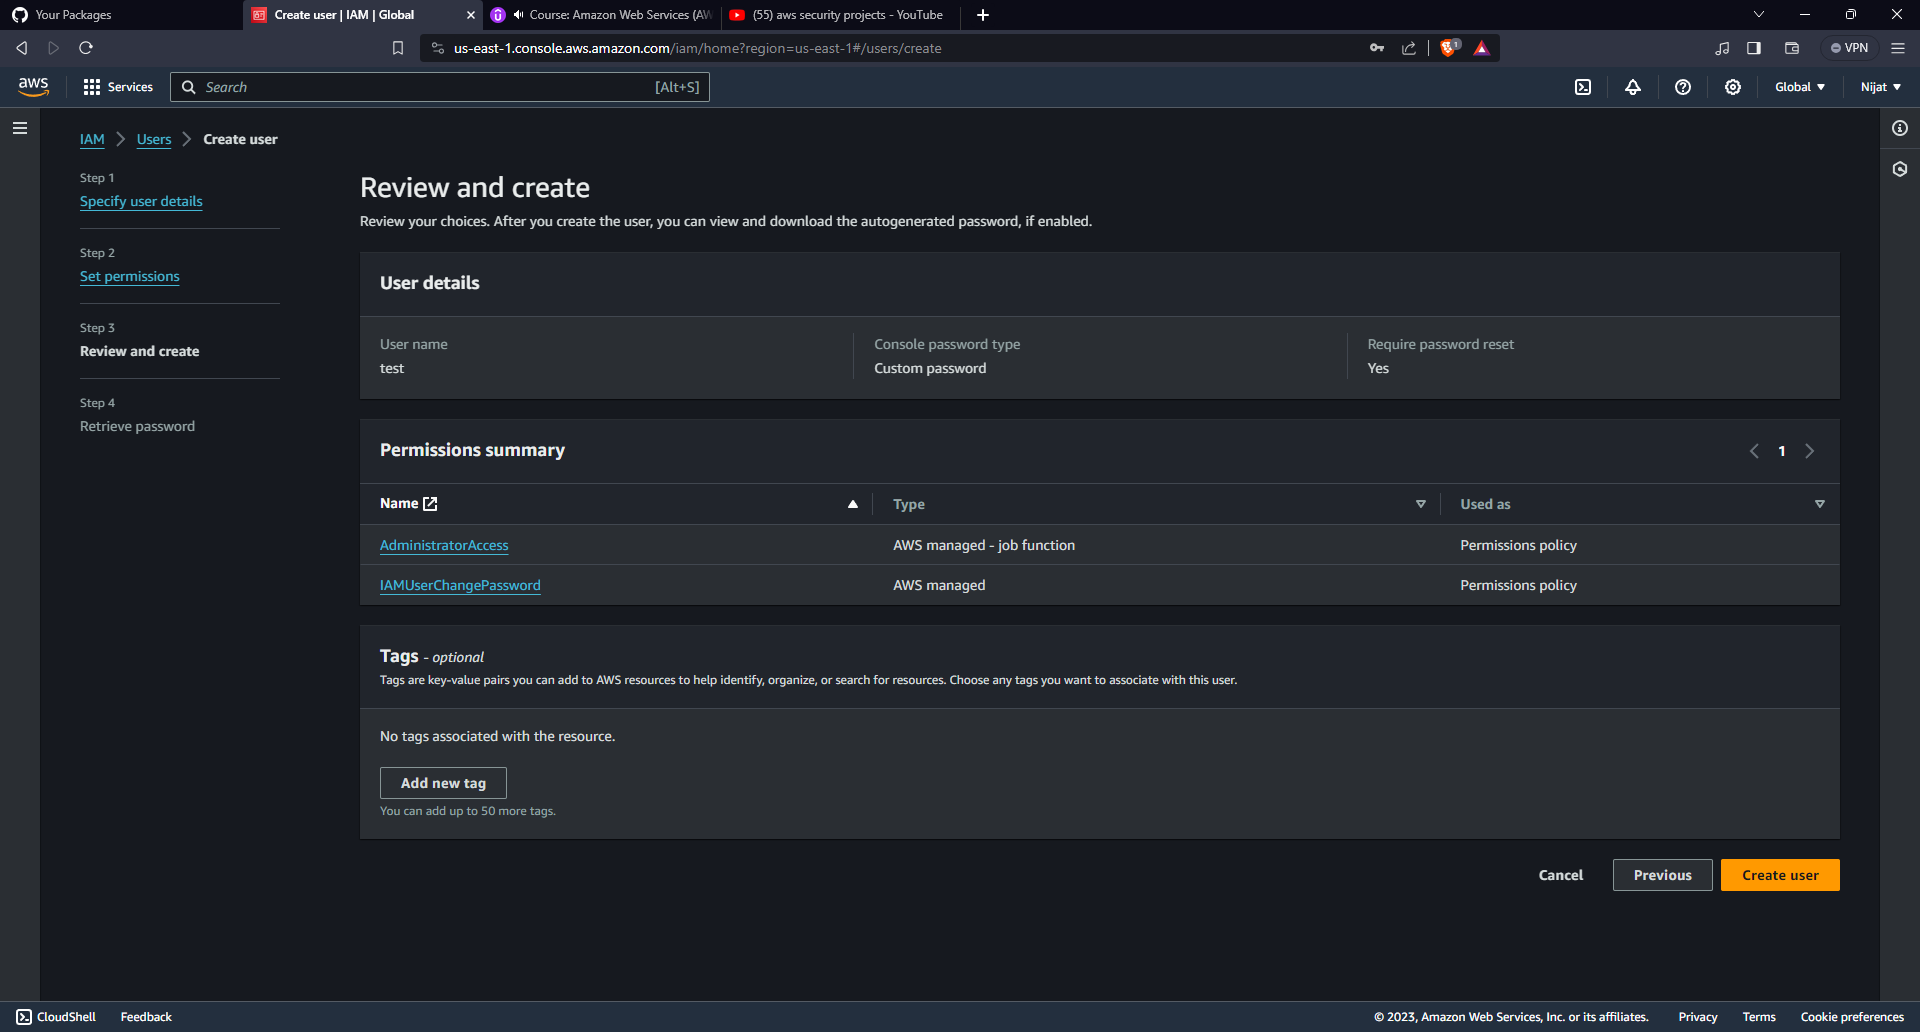 Your Packages
Create user | IAM | Global
Course: Amazon Web Services (AW
(55) aws security projects - YouTube
us-east-1.console.aws.amazon.com/iam/home?region=us-east-1#/users/create
1
VPN
aws
Services
Search
[Alt+S]
Global
Nijat
IAM
Users
Create user
Step 1
Specify user details
Step 2
Set permissions
Step 3
Review and create
Step 4
Retrieve password
Review and create
Review your choices. After you create the user, you can view and download the autogenerated password, if enabled.
User details
User name
test
Console password type
Custom password
Require password reset
Yes
Permissions summary
1
Name
Type
Used as
AdministratorAccess
AWS managed - job function
Permissions policy
IAMUserChangePassword
AWS managed
Permissions policy
Tags - optional
Tags are key-value pairs you can add to AWS resources to help identify, organize, or search for resources. Choose any tags you want to associate with this user.
No tags associated with the resource.
Add new tag
You can add up to 50 more tags.
Cancel
Previous
Create user
CloudShell
Feedback
© 2023, Amazon Web Services, Inc. or its affiliates.
Privacy
Terms
Cookie preferences